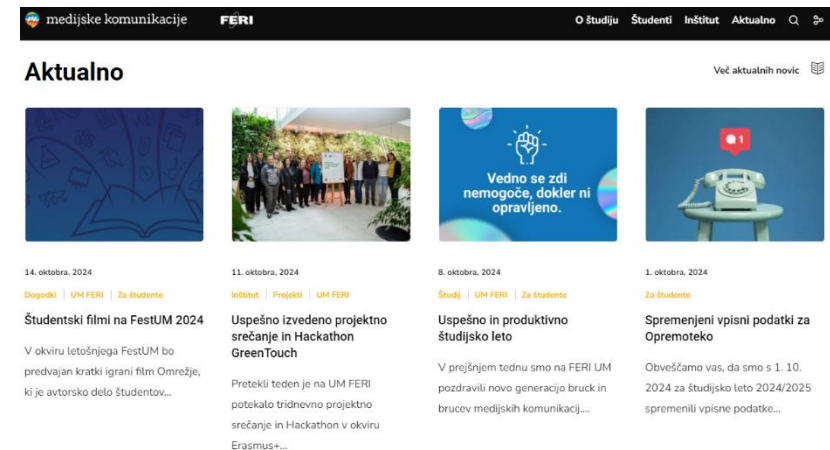 medijske komunikacije
FERI
O študiju Študenti Inštitut Aktualno
Aktualno
Več aktualnih novic
Vedno se zdi
nemogoče, dokler ni
opravljeno.
1
14. oktobra, 2024
Dogodki | UM FERI | Za študente
Študentski filmi na FestUM 2024
V okviru letošnjega FestUM bo
predvajan kratki igrani film Omrežje,
ki je avtorsko delo študentov...
11. oktobra, 2024
Inštitut | Projekti | UM FERI
Uspešno izvedeno projektno
srečanje in Hackathon
GreenTouch
Pretekli teden je na UM FERI
potekalo tridnevno projektno
srečanje in Hackathon v okviru
Erasmus+...
8. oktobra, 2024
Študij | UM FERI | Za študente
Uspešno in produktivno
študijsko leto
V prejšnjem tednu smo na FERI UM
pozdravili novo generacijo bruck in
brucev medijskih komunikacij....
1. oktobra, 2024
Za študente
Spremenjeni vpisni podatki za
Opremoteko
Obveščamo vas, da smo s 1. 10.
2024 za študijsko leto 2024/2025
spremenili vpisne podatke...